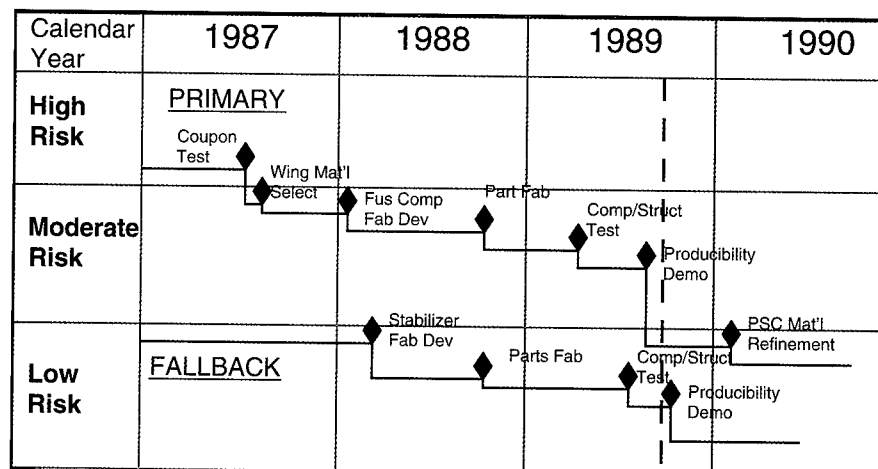 Calendar
Year
1987
1988
1989
1990
High
Risk
PRIMARY
Coupon
Test
Wing Mat'l
Select
Moderate
Risk
Fus Comp
Fab Dev
Part Fab
Comp/Struct
Test
Producibility
Demo
Stabilizer
Fab Dev
PSC Mat'l
Refinement
Low
Risk
FALLBACK
Parts Fab
Comp/Struct
Test
Producibility
Demo